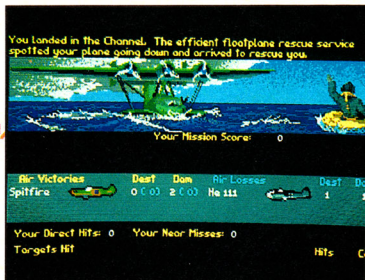 You landed in the Channel. The efficient floatplane rescue service
spotted your plane going down and arrived to rescue you.
Your Mission Score: 0
Air Victories Dest Dam Air Losses Dest
Spitfire 0 ( 0) 2 ( 0) He 111 1
Your Direct Hits: 0 Your Near Misses: 0
Targets Hit Hits